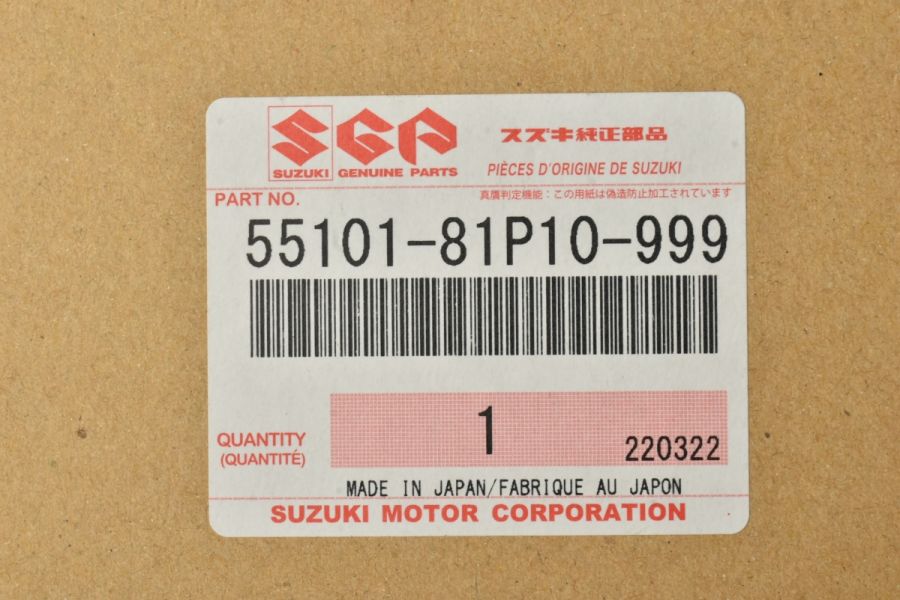 SGP スズキ純正部品
SUZUKI GENUINE PARTS PIÈCES D'ORIGINE DE SUZUKI
PART NO. 真贋判定機能：この用紙は偽造防止加工されています
55101-81P10-999
1
QUANTITY
(QUANTITÉ) 220322
MADE IN JAPAN/FABRIQUE AU JAPON
SUZUKI MOTOR CORPORATION